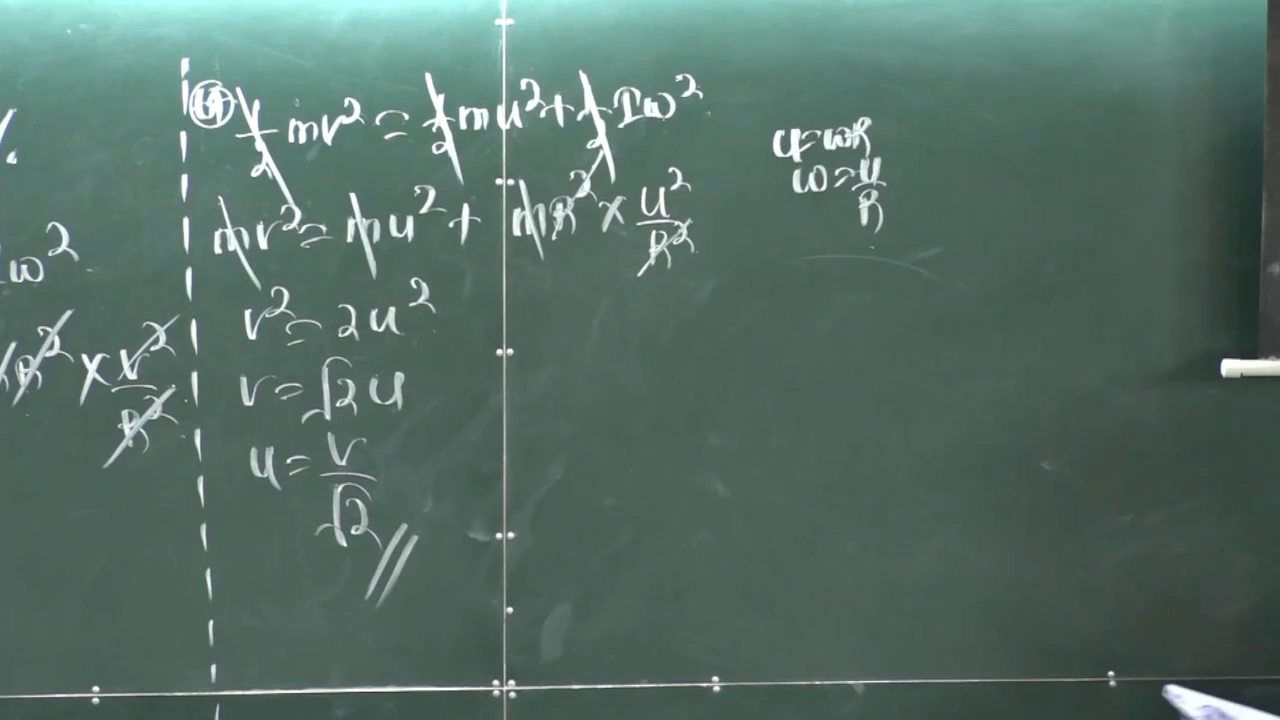 ½mv² = ½mu² + ½Iω²
mv² = mu² + mR² × u²/R²
v² = 2u²
v = √2 u
u = v/√2 //
u = ωR
ω = u/R
ω²
R² × v²/R²